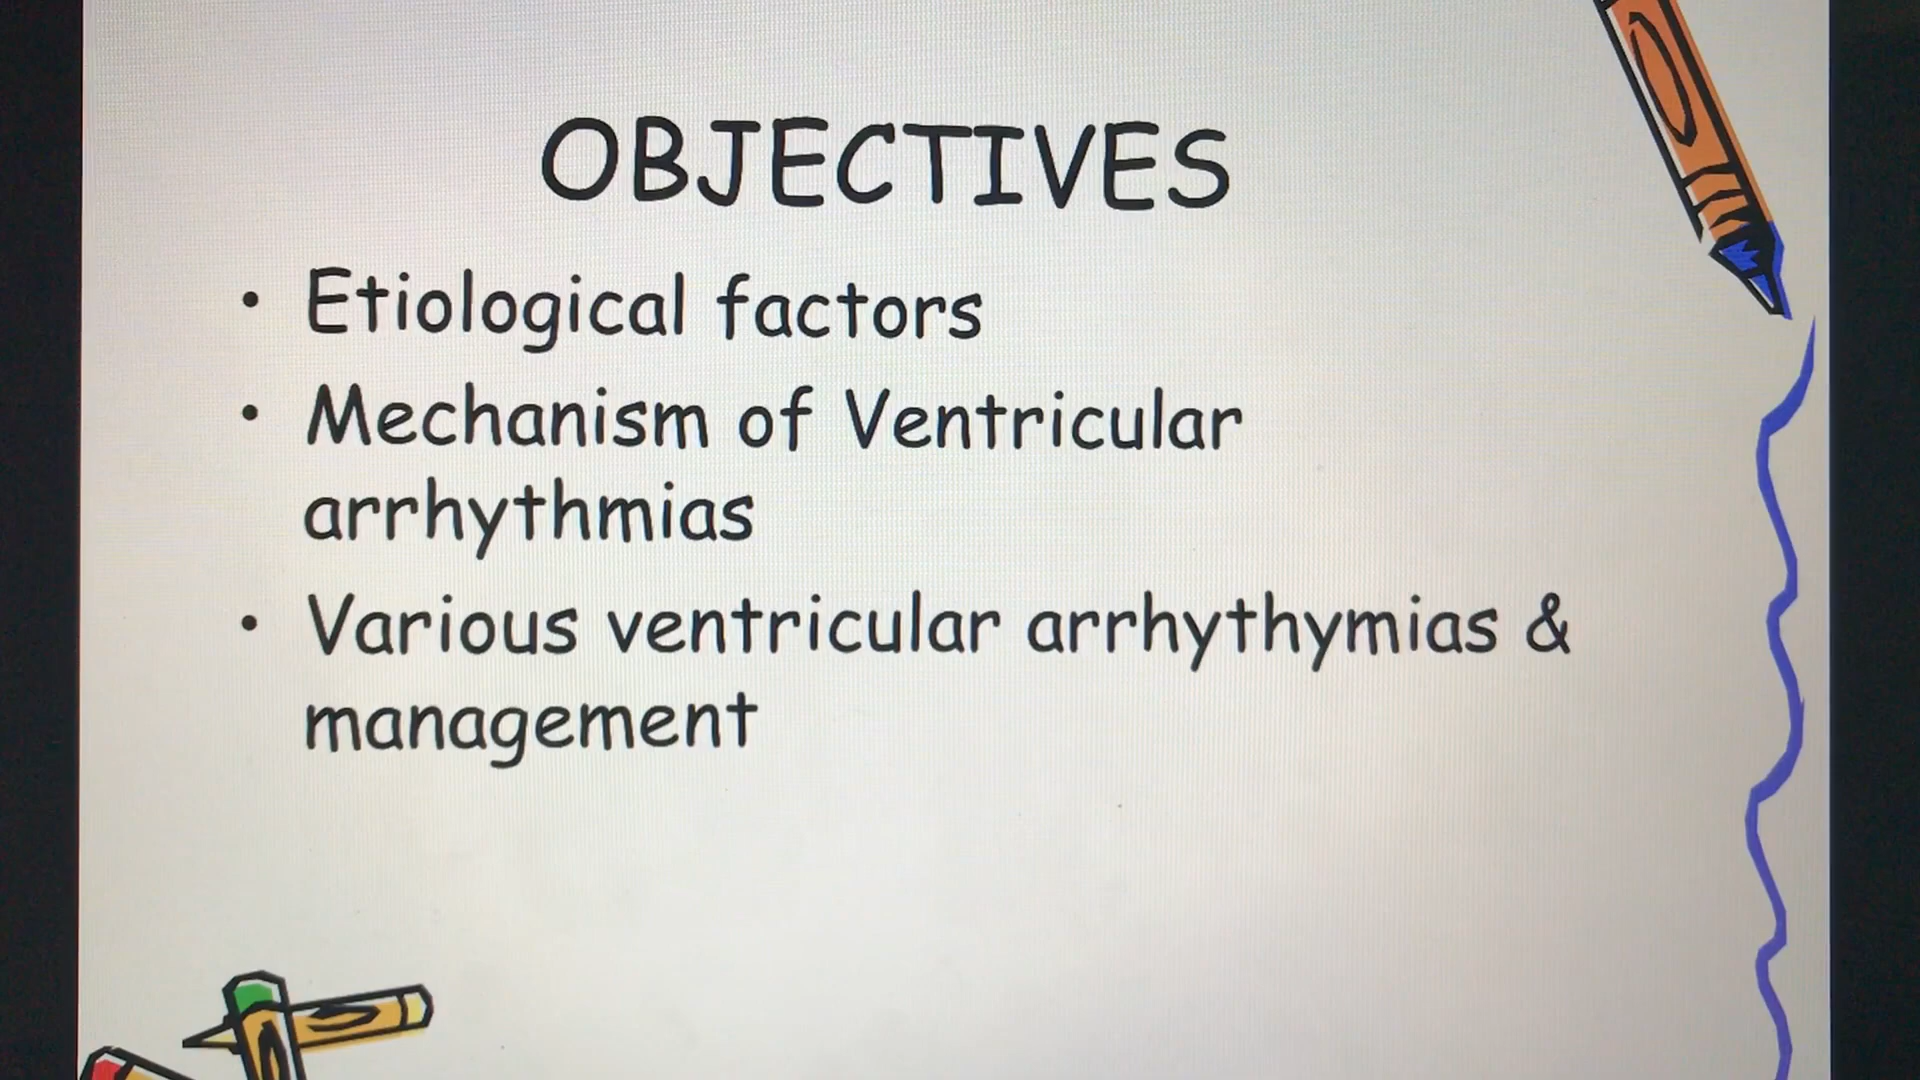 OBJECTIVES
• Etiological factors
• Mechanism of Ventricular
arrhythmias
• Various ventricular arrhythymias &
management